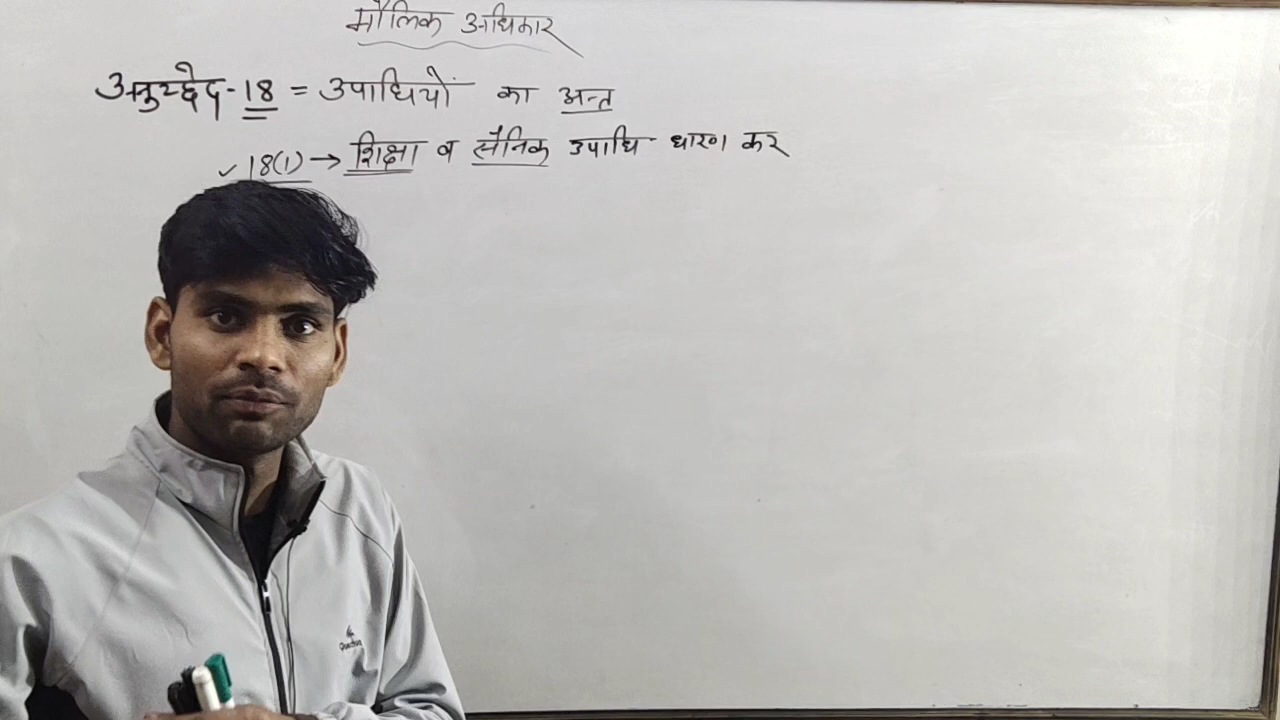 मौलिक अधिकार
अनुच्छेद-18 = उपाधियों का अन्त
✓ 18(1) → शिक्षा व सैनिक उपाधि धारण कर